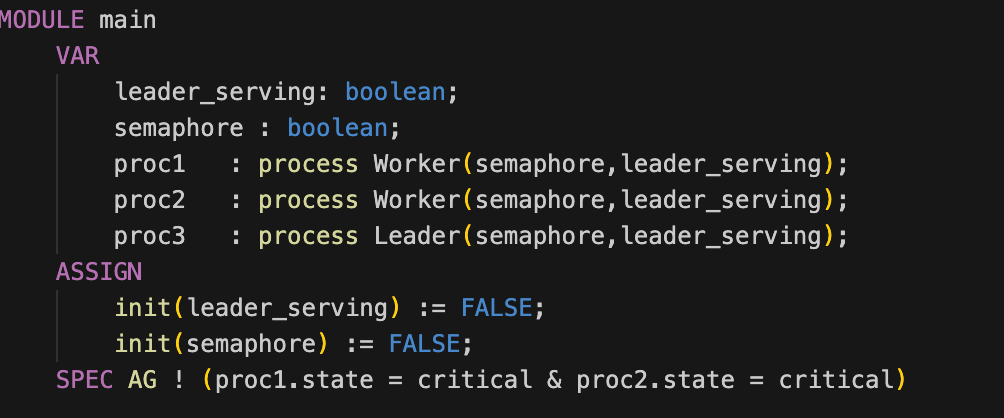 MODULE main
    VAR
        leader_serving: boolean;
        semaphore : boolean;
        proc1   : process Worker(semaphore,leader_serving);
        proc2   : process Worker(semaphore,leader_serving);
        proc3   : process Leader(semaphore,leader_serving);
    ASSIGN
        init(leader_serving) := FALSE;
        init(semaphore) := FALSE;
    SPEC AG ! (proc1.state = critical & proc2.state = critical)